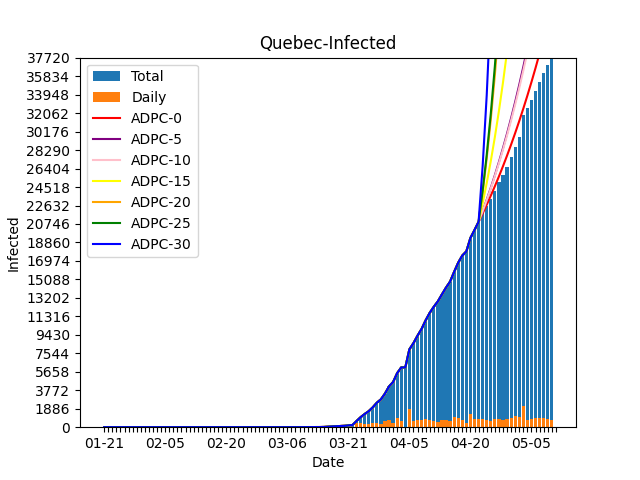 Quebec-Infected
37720
35834
33948
32062
30176
28290
26404
24518
22632
20746
18860
16974
15088
13202
11316
9430
7544
5658
3772
1886
0
Infected
Total
Daily
ADPC-0
ADPC-5
ADPC-10
ADPC-15
ADPC-20
ADPC-25
ADPC-30
01-21 02-05 02-20 03-06 03-21 04-05 04-20 05-05
Date